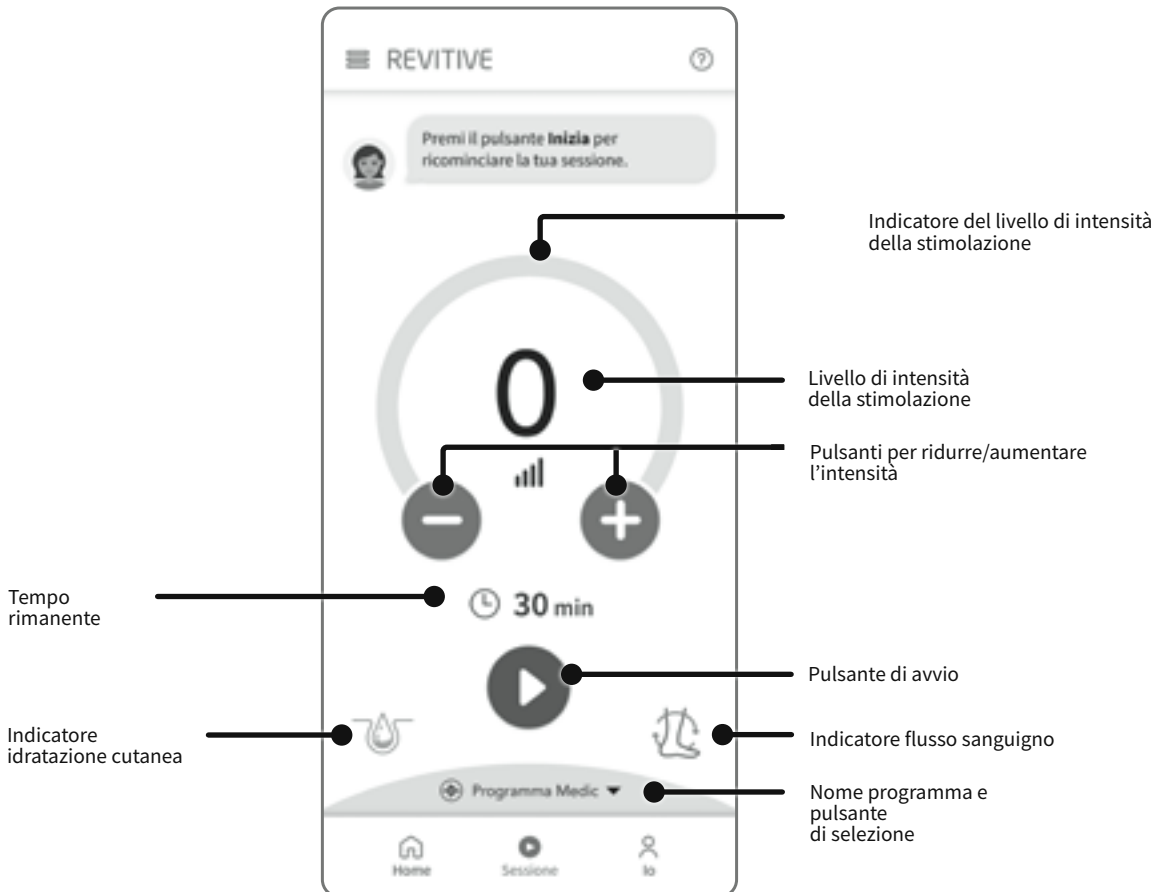 REVITIVE
Premi il pulsante Inizia per
ricominciare la tua sessione.
Indicatore del livello di intensità
della stimolazione
0
Livello di intensità
della stimolazione
Pulsanti per ridurre/aumentare
l’intensità
Tempo
rimanente
30 min
Pulsante di avvio
Indicatore
idratazione cutanea
Indicatore flusso sanguigno
Programma Medic
Nome programma e
pulsante
di selezione
Home
Sessione
Io